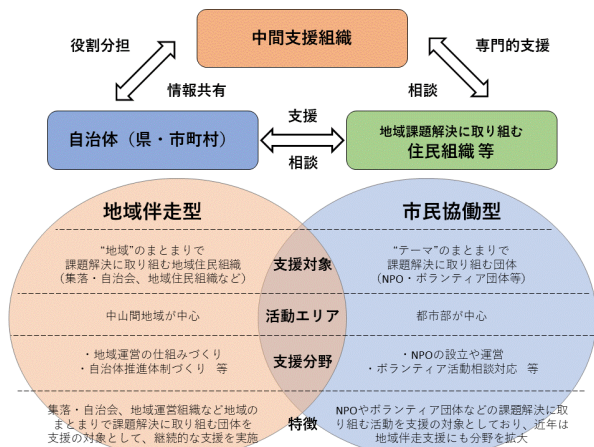 中間支援組織
役割分担
専門的支援
情報共有
相談
支援
自治体（県・市町村）
地域課題解決に取り組む
住民組織 等
相談
地域伴走型
市民協働型
“地域”のまとまりで
課題解決に取り組む地域住民組織
（集落・自治会、地域住民組織など）
支援対象
“テーマ”のまとまりで
課題解決に取り組む団体
（NPO・ボランティア団体等）
中山間地域が中心
活動エリア
都市部が中心
・地域運営の仕組みづくり
・自治体推進体制づくり 等
支援分野
・NPOの設立や運営
・ボランティア活動相談対応 等
集落・自治会、地域運営組織など地域の
まとまりで課題解決に取り組む団体を
支援の対象として、継続的な支援を実施
特徴
NPOやボランティア団体などの課題解決に取
り組む活動を支援の対象としており、近年は
地域伴走支援にも分野を拡大